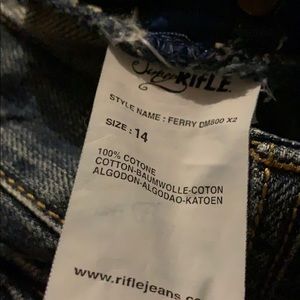 Super RIFLE.
STYLE NAME : FERRY DM800 X2
SIZE : 14
100% COTONE
COTTON-BAUMWOLLE-COTON
ALGODON-ALGODAO-KATOEN
www.riflejeans.co